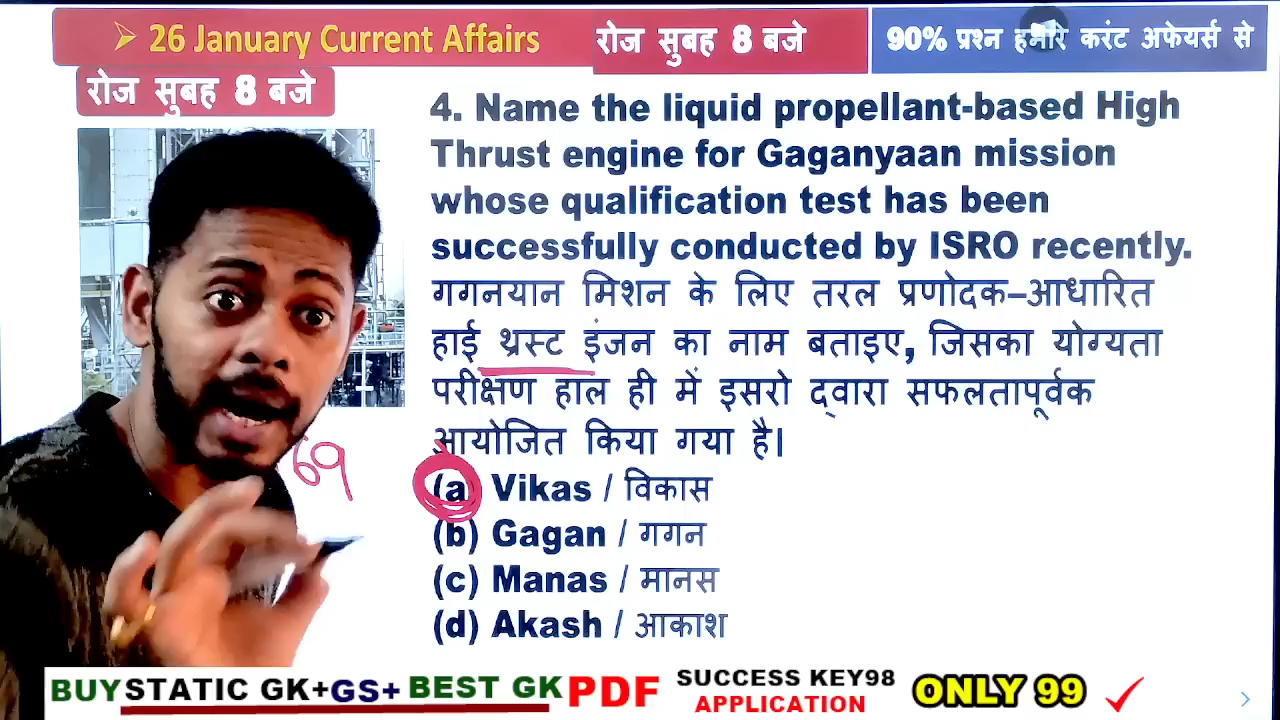 ➢ 26 January Current Affairs
रोज सुबह 8 बजे
90% प्रश्न हमारे करंट अफेयर्स से
रोज सुबह 8 बजे
4. Name the liquid propellant-based High
Thrust engine for Gaganyaan mission
whose qualification test has been
successfully conducted by ISRO recently.
गगनयान मिशन के लिए तरल प्रणोदक–आधारित
हाई थ्रस्ट इंजन का नाम बताइए, जिसका योग्यता
परीक्षण हाल ही में इसरो द्वारा सफलतापूर्वक
आयोजित किया गया है।
69
(a) Vikas / विकास
(b) Gagan / गगन
(c) Manas / मानस
(d) Akash / आकाश
BUY STATIC GK+GS+ BEST GK PDF
SUCCESS KEY98
APPLICATION
ONLY 99